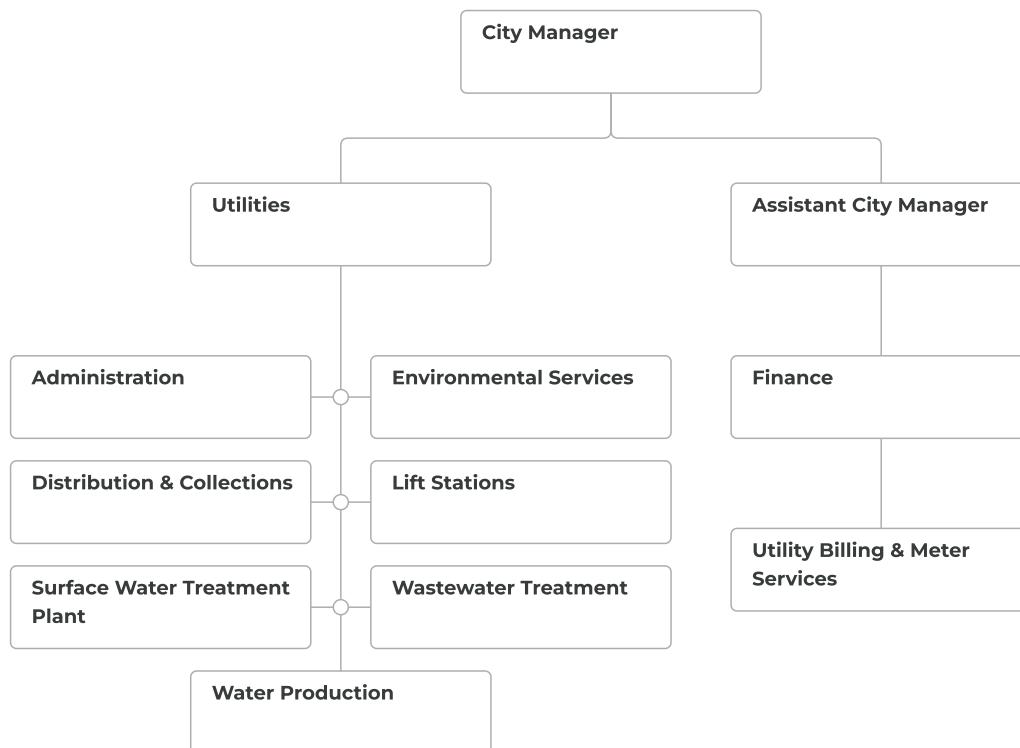 City Manager
Utilities
Assistant City Manager
Administration
Environmental Services
Finance
Distribution & Collections
Lift Stations
Utility Billing & Meter
Services
Surface Water Treatment
Plant
Wastewater Treatment
Water Production